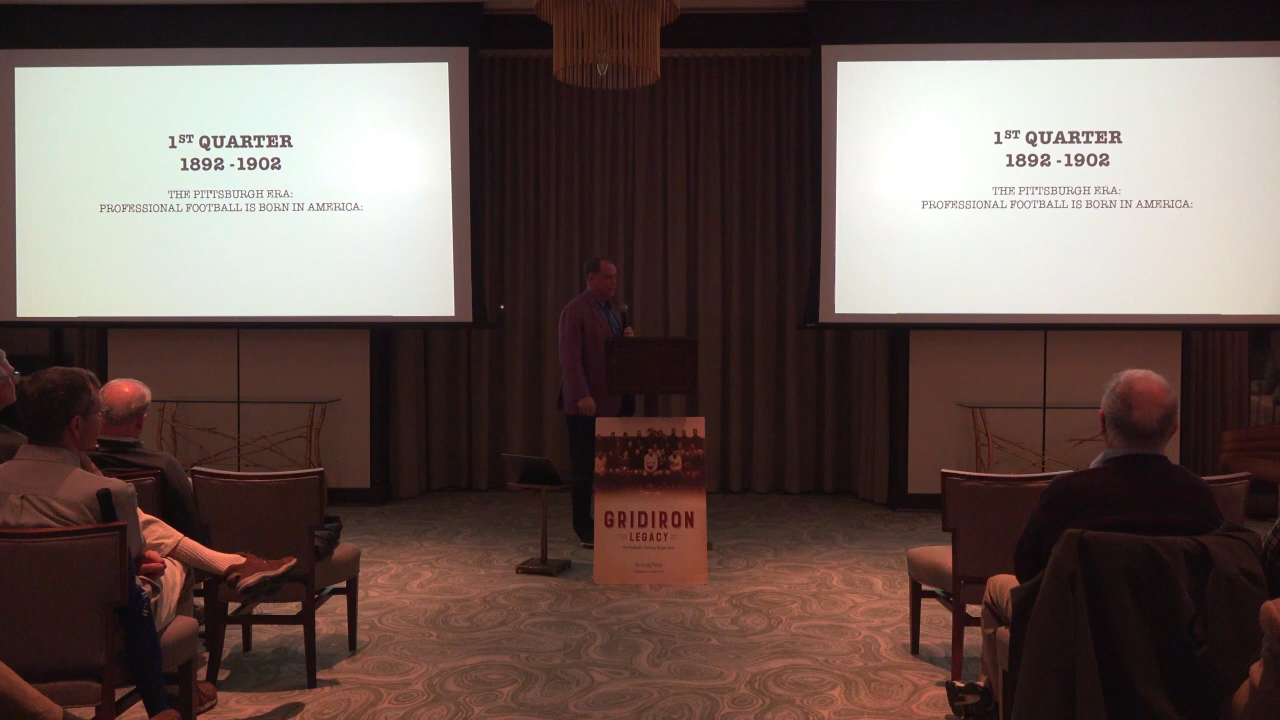 1ST QUARTER
1892 -1902
THE PITTSBURGH ERA:
PROFESSIONAL FOOTBALL IS BORN IN AMERICA:
1ST QUARTER
1892 -1902
THE PITTSBURGH ERA:
PROFESSIONAL FOOTBALL IS BORN IN AMERICA:
GRIDIRON
LEGACY